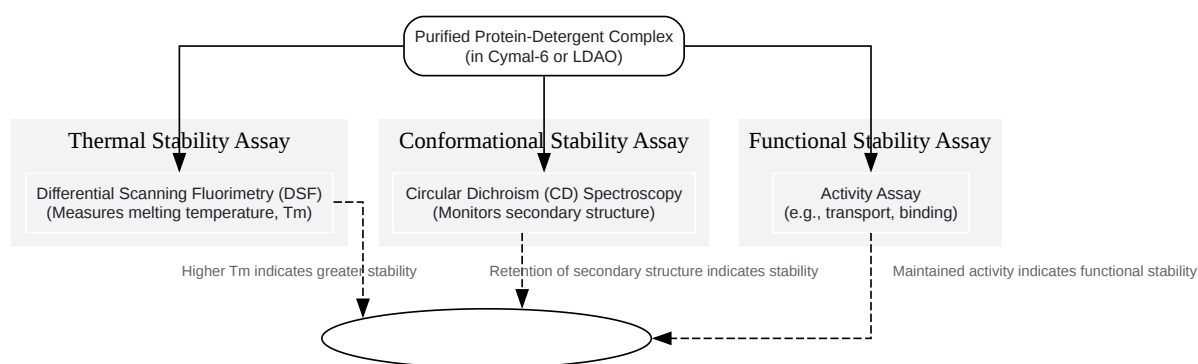 Purified Protein-Detergent Complex
(in Cymal-6 or LDAO)
Thermal Stability Assay
Conformational Stability Assay
Functional Stability Assay
Differential Scanning Fluorimetry (DSF)
(Measures melting temperature, Tm)
Circular Dichroism (CD) Spectroscopy
(Monitors secondary structure)
Activity Assay
(e.g., transport, binding)
Higher Tm indicates greater stability
Retention of secondary structure indicates stability
Maintained activity indicates functional stability